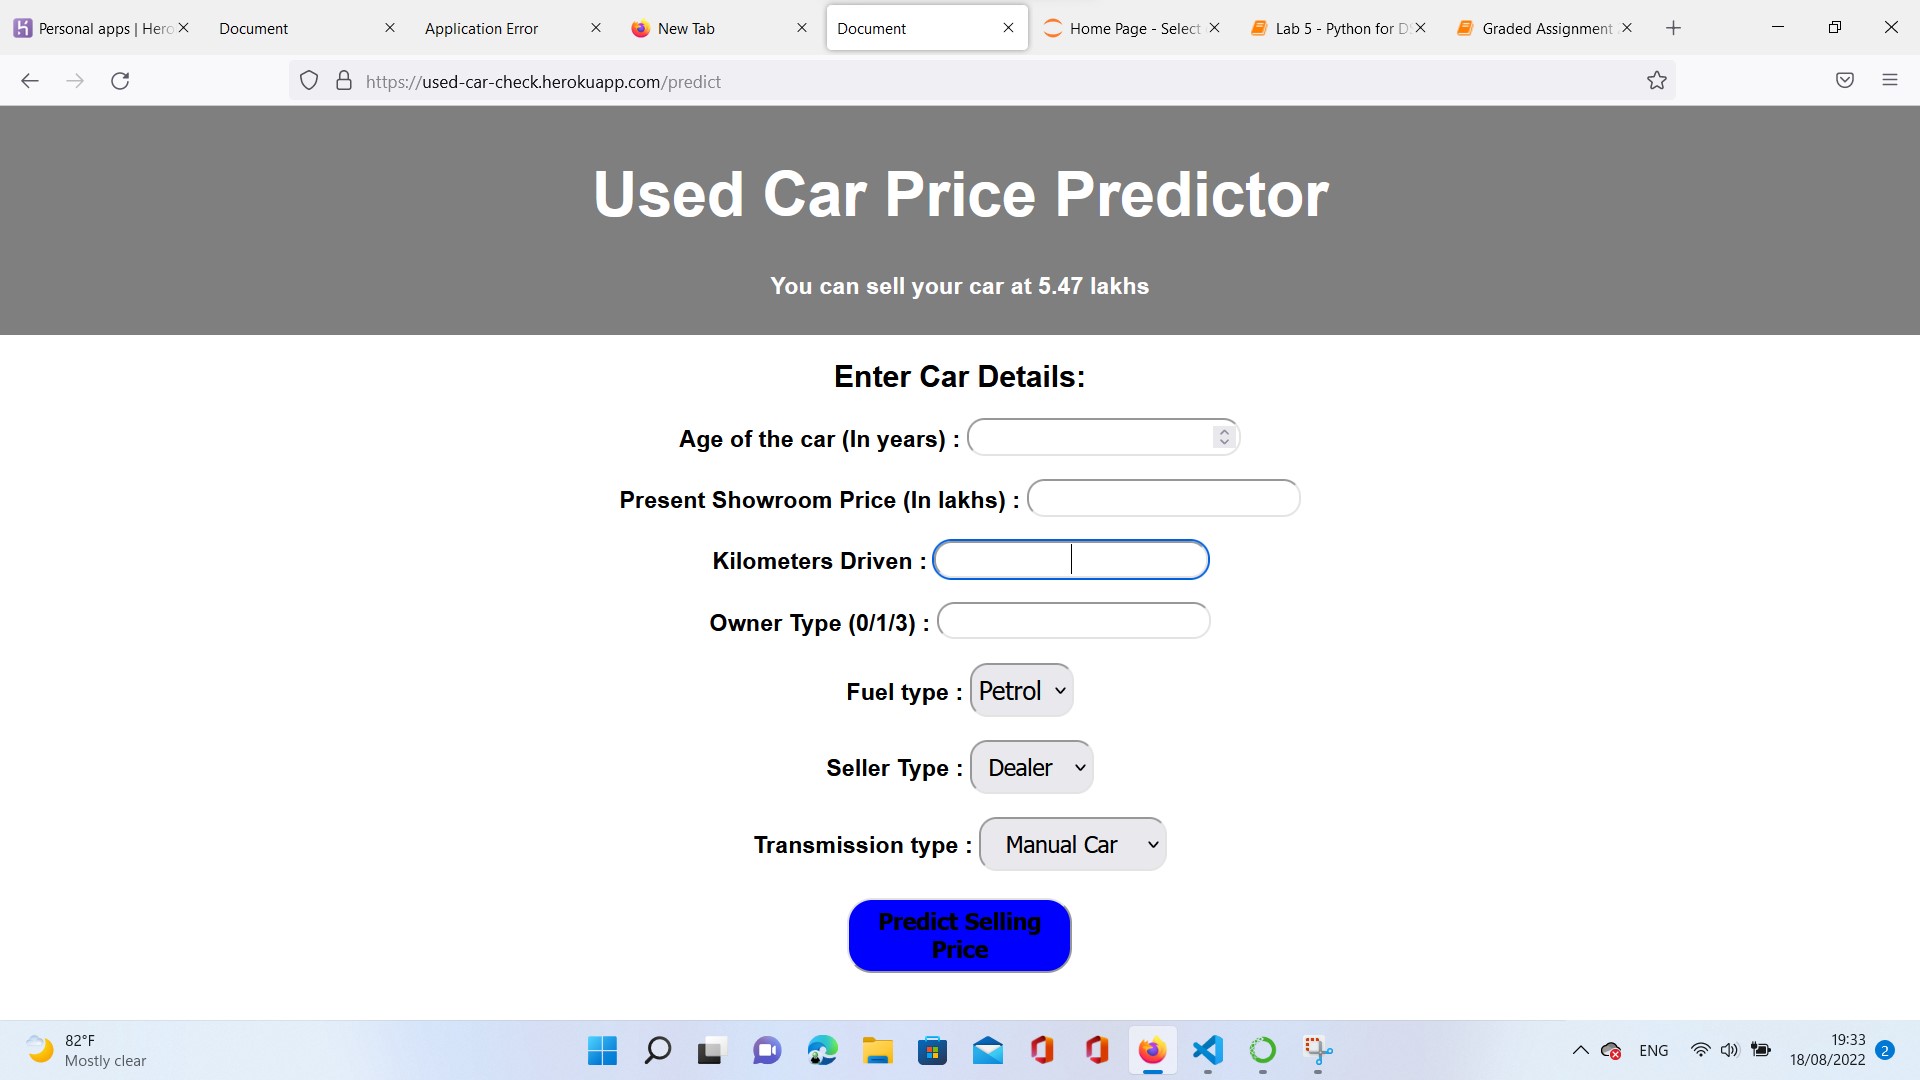 Personal apps | Hero
Document
Application Error
New Tab
Document
Home Page - Select
Lab 5 - Python for DS
Graded Assignment
https://used-car-check.herokuapp.com/predict
Used Car Price Predictor
You can sell your car at 5.47 lakhs
Enter Car Details:
Age of the car (In years) :
Present Showroom Price (In lakhs) :
Kilometers Driven :
Owner Type (0/1/3) :
Fuel type : Petrol
Seller Type : Dealer
Transmission type : Manual Car
Predict Selling
Price
82°F
Mostly clear
ENG
19:33
18/08/2022
2